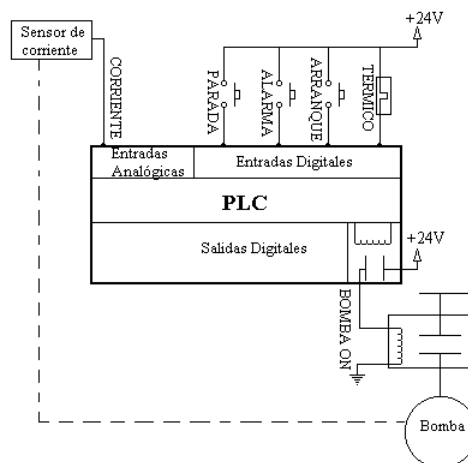 Sensor de
corriente
+24V
CORRIENTE
PARADA
ALARMA
ARRANQUE
TERMICO
Entradas
Analógicas
Entradas Digitales
PLC
Salidas Digitales
+24V
BOMBA ON
Bomba